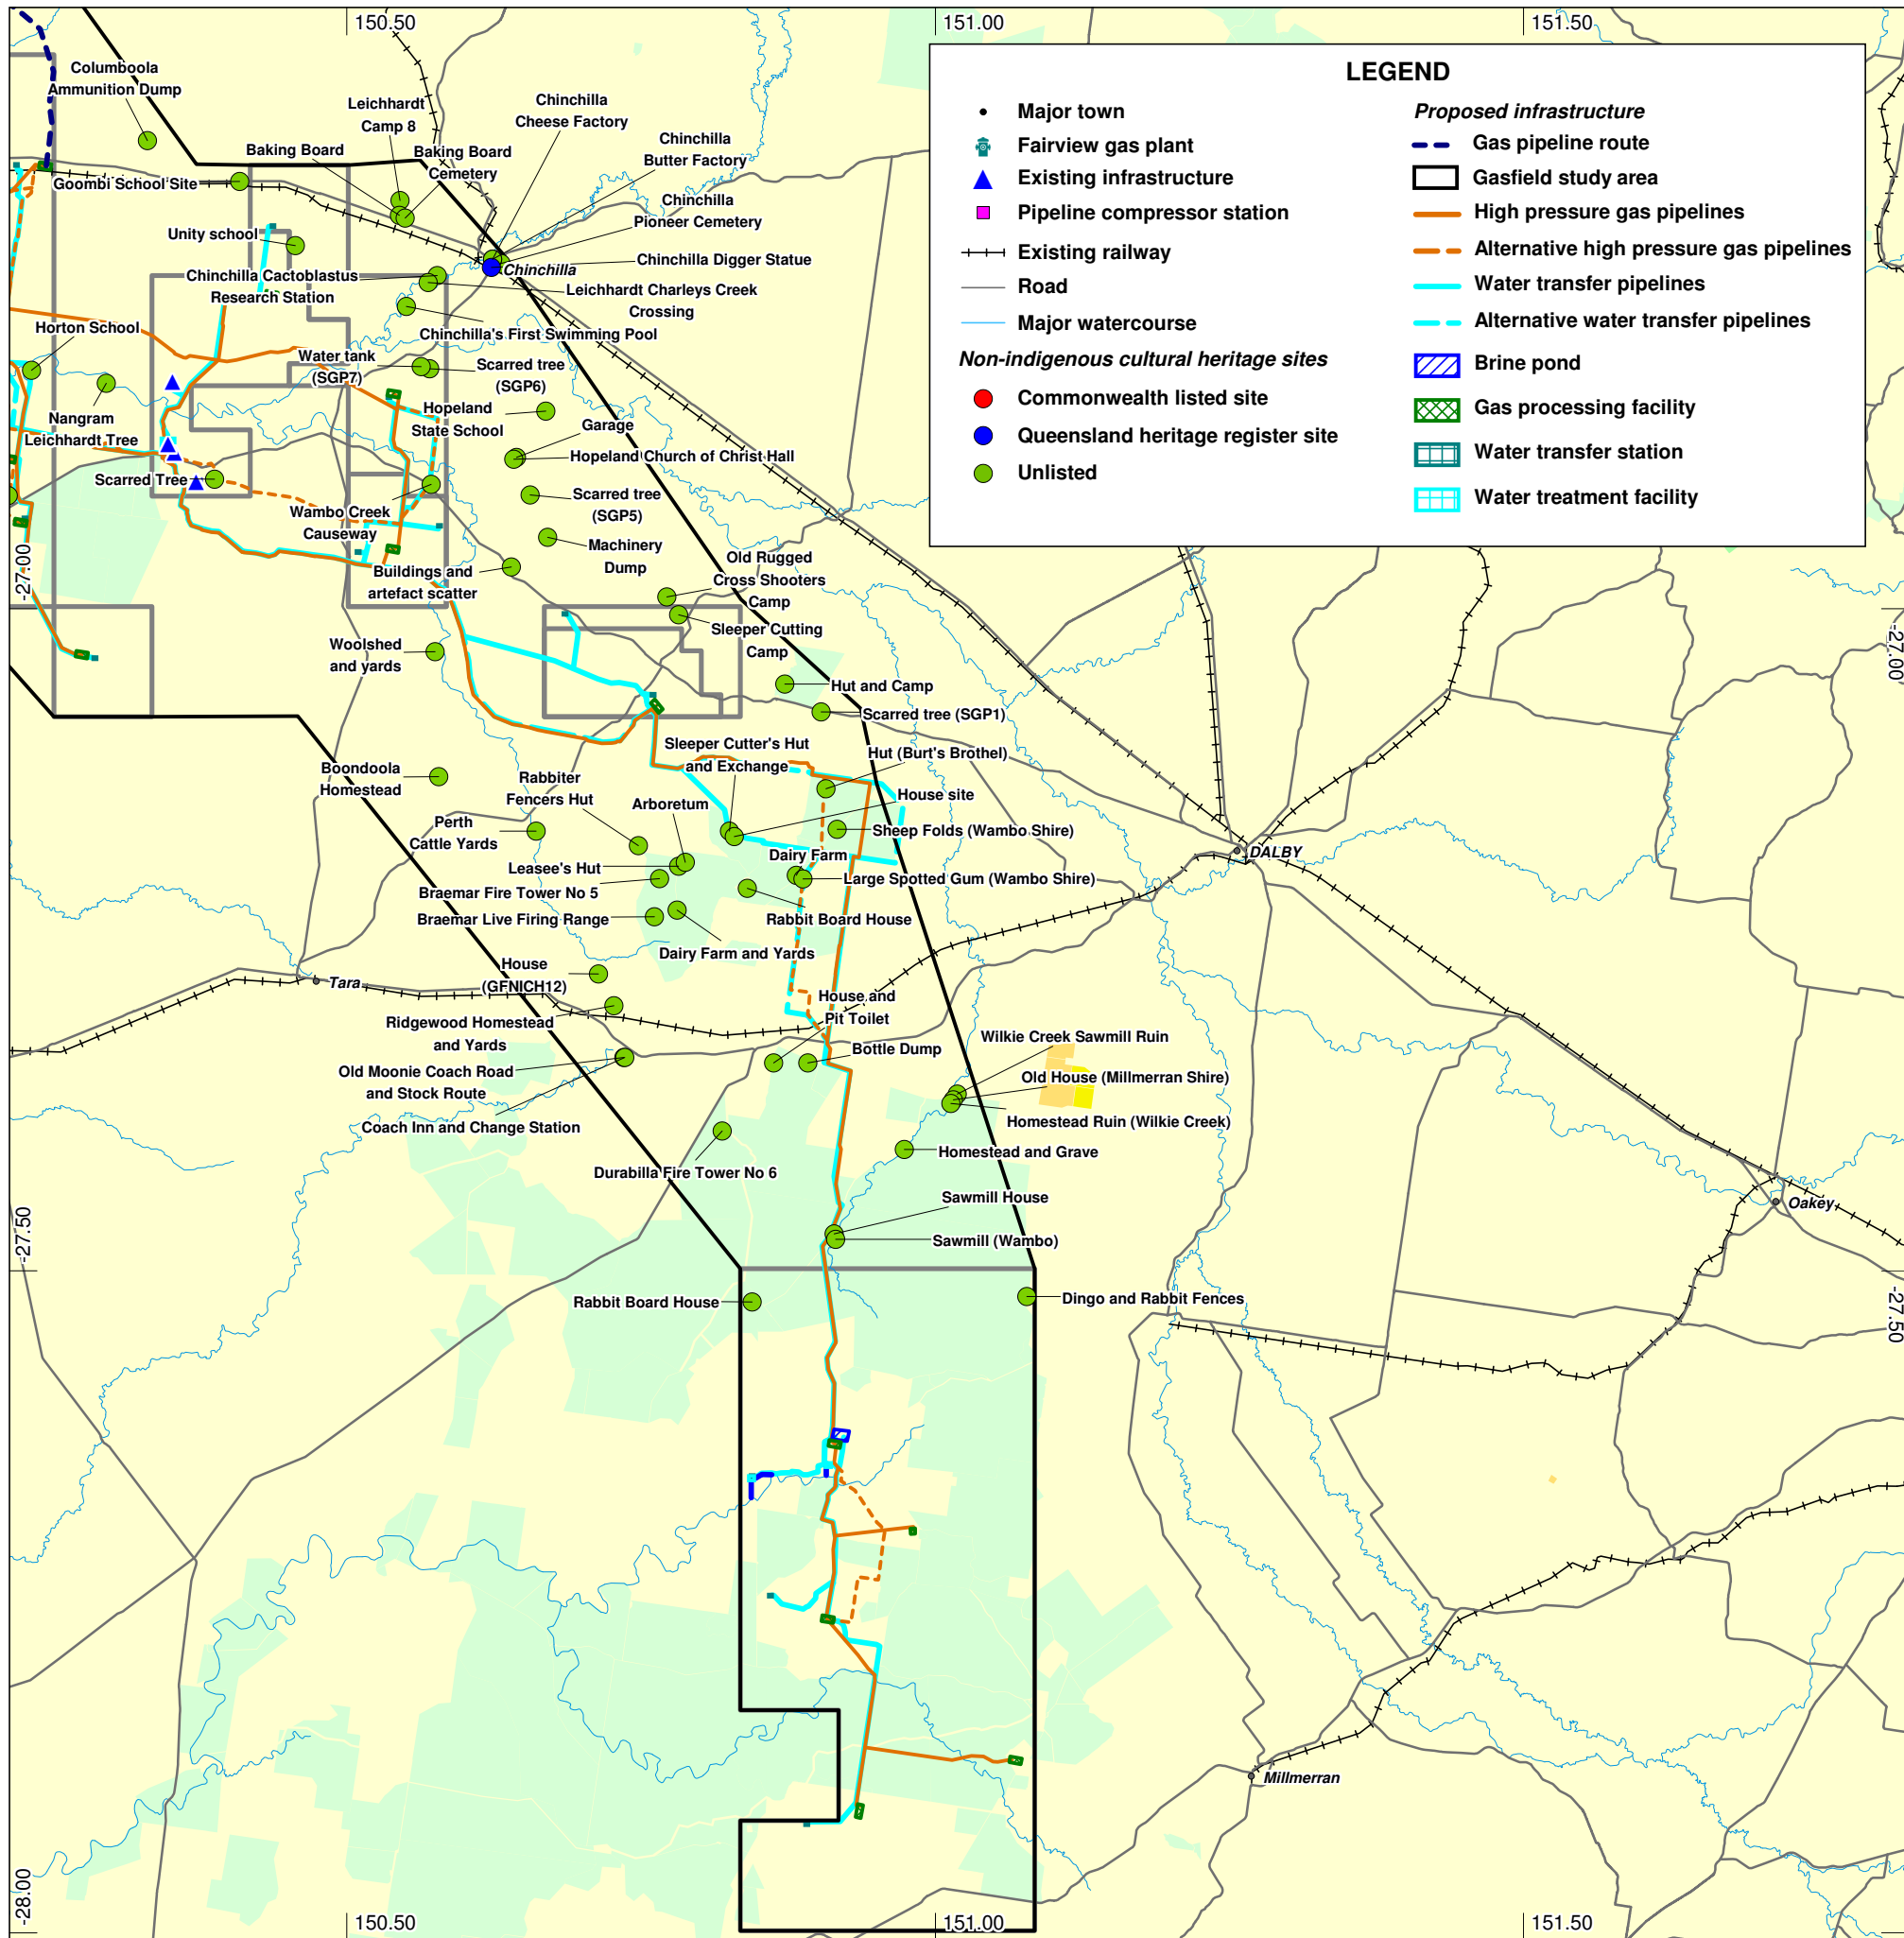 150.50
151.00
151.50
LEGEND
Major town
Fairview gas plant
Existing infrastructure
Pipeline compressor station
Existing railway
Road
Major watercourse
Non-indigenous cultural heritage sites
Commonwealth listed site
Queensland heritage register site
Unlisted
Proposed infrastructure
Gas pipeline route
Gasfield study area
High pressure gas pipelines
Alternative high pressure gas pipelines
Water transfer pipelines
Alternative water transfer pipelines
Brine pond
Gas processing facility
Water transfer station
Water treatment facility
Columboola
Ammunition Dump
Leichhardt
Camp 8
Chinchilla
Cheese Factory
Baking Board
Baking Board
Cemetery
Chinchilla
Butter Factory
Goombi School Site
Chinchilla
Pioneer Cemetery
Unity school
Chinchilla Digger Statue
Chinchilla
Chinchilla Cactoblastus
Research Station
Leichhardt Charleys Creek
Crossing
Horton School
Chinchilla's First Swimming Pool
Water tank
(SGP7)
Scarred tree
(SGP6)
Nangram
Leichhardt Tree
Hopeland
State School
Garage
Hopeland Church of Christ Hall
Scarred Tree
Scarred tree
(SGP5)
Wambo Creek
Causeway
Machinery
Dump
Old Rugged
Cross Shooters
Camp
Buildings and
artefact scatter
-27.00
-27.00
Sleeper Cutting
Camp
Woolshed
and yards
Hut and Camp
Scarred tree (SGP1)
Sleeper Cutter's Hut
and Exchange
Hut (Burt's Brothel)
Boondoola
Homestead
Rabbiter
Fencers Hut
Arboretum
House site
Perth
Cattle Yards
Sheep Folds (Wambo Shire)
DALBY
Dairy Farm
Leasee's Hut
Large Spotted Gum (Wambo Shire)
Braemar Fire Tower No 5
Rabbit Board House
Braemar Live Firing Range
Dairy Farm and Yards
House
(GFNICH12)
Tara
House and
Pit Toilet
Ridgewood Homestead
and Yards
Bottle Dump
Wilkie Creek Sawmill Ruin
Old Moonie Coach Road
and Stock Route
Old House (Millmerran Shire)
Coach Inn and Change Station
Homestead Ruin (Wilkie Creek)
Homestead and Grave
Durabilla Fire Tower No 6
Sawmill House
Oakey
Sawmill (Wambo)
-27.50
-27.50
Rabbit Board House
Dingo and Rabbit Fences
Millmerran
-28.00
150.50
151.00
151.50